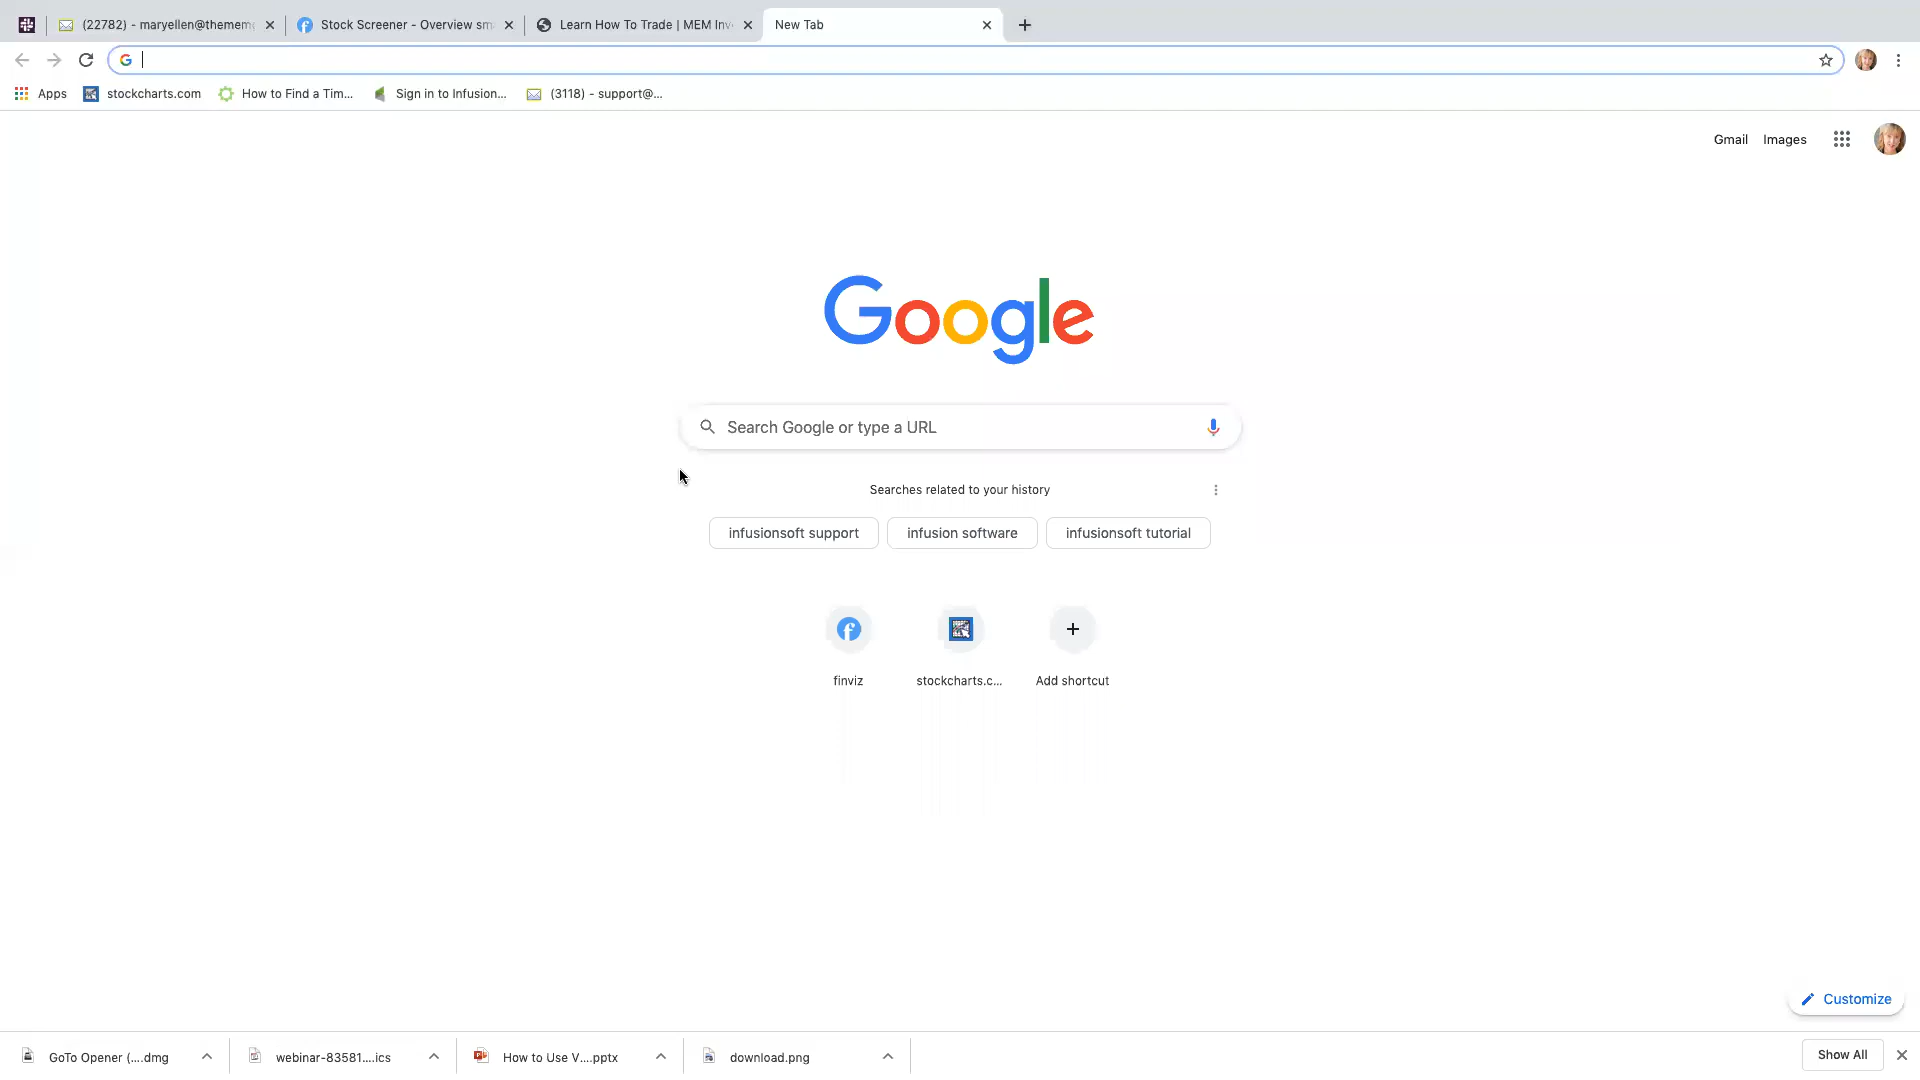 (22782) - maryellen@thememg
Stock Screener - Overview sma
Learn How To Trade | MEM Inve
New Tab
Apps
stockcharts.com
How to Find a Tim...
Sign in to Infusion...
(3118) - support@...
Gmail
Images
Google
Search Google or type a URL
Searches related to your history
infusionsoft support
infusion software
infusionsoft tutorial
finviz
stockcharts.c...
Add shortcut
Customize
GoTo Opener (....dmg
webinar-83581....ics
How to Use V....pptx
download.png
Show All